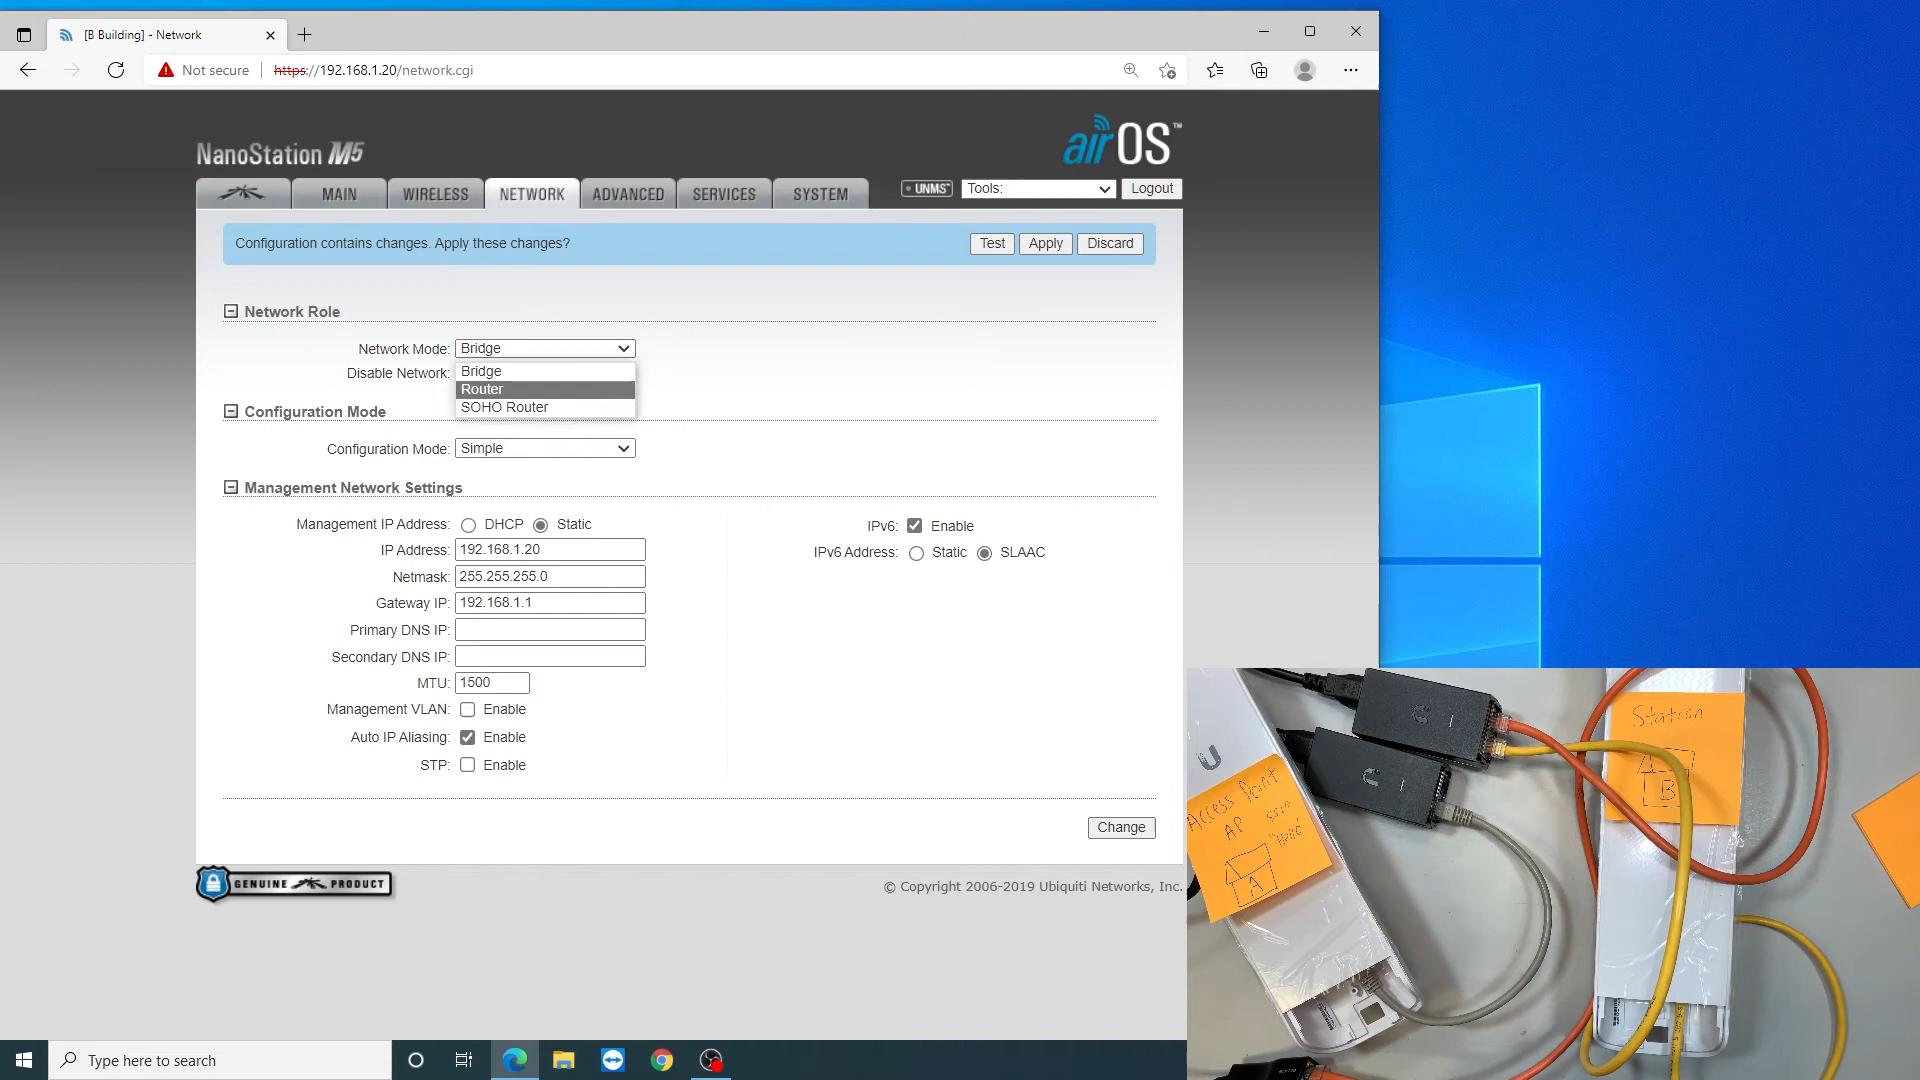 [B Building] - Network
Not secure
https://192.168.1.20/network.cgi
NanoStation M5
airOS™
MAIN
WIRELESS
NETWORK
ADVANCED
SERVICES
SYSTEM
UNMS™
Tools:
Logout
Configuration contains changes. Apply these changes?
Test
Apply
Discard
Network Role
Network Mode: Bridge
Disable Network:
Bridge
Router
SOHO Router
Configuration Mode
Configuration Mode: Simple
Management Network Settings
Management IP Address: DHCP Static
IP Address: 192.168.1.20
Netmask: 255.255.255.0
Gateway IP: 192.168.1.1
Primary DNS IP:
Secondary DNS IP:
MTU: 1500
Management VLAN: Enable
Auto IP Aliasing: Enable
STP: Enable
IPv6: Enable
IPv6 Address: Static SLAAC
Change
GENUINE PRODUCT
© Copyright 2006-2019 Ubiquiti Networks, Inc.
Type here to search
Access Point
AP SSID
"Hello"
A
Station
B